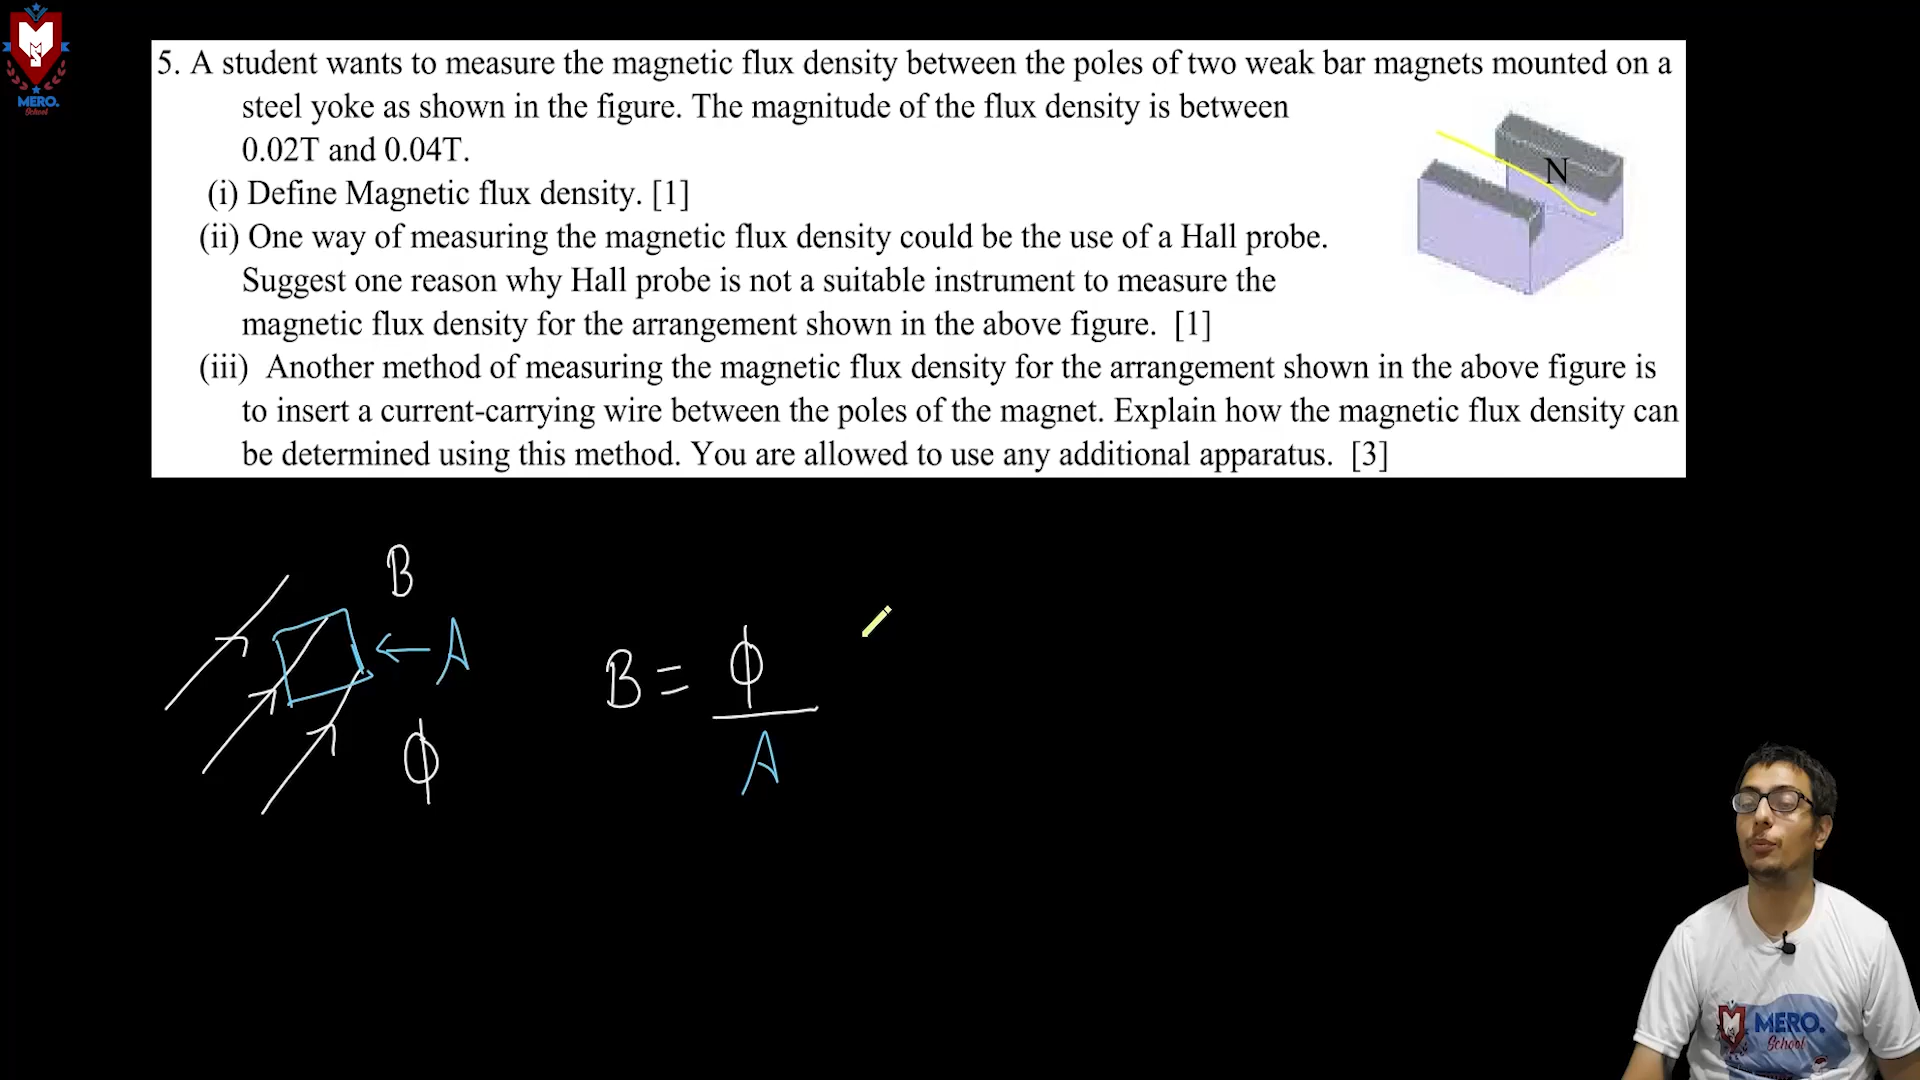 MERO.
School
5. A student wants to measure the magnetic flux density between the poles of two weak bar magnets mounted on a
steel yoke as shown in the figure. The magnitude of the flux density is between
0.02T and 0.04T.
N
(i) Define Magnetic flux density. [1]
(ii) One way of measuring the magnetic flux density could be the use of a Hall probe.
Suggest one reason why Hall probe is not a suitable instrument to measure the
magnetic flux density for the arrangement shown in the above figure. [1]
(iii) Another method of measuring the magnetic flux density for the arrangement shown in the above figure is
to insert a current-carrying wire between the poles of the magnet. Explain how the magnetic flux density can
be determined using this method. You are allowed to use any additional apparatus. [3]
B
← A
ϕ
B = ϕ
A
MERO.
School